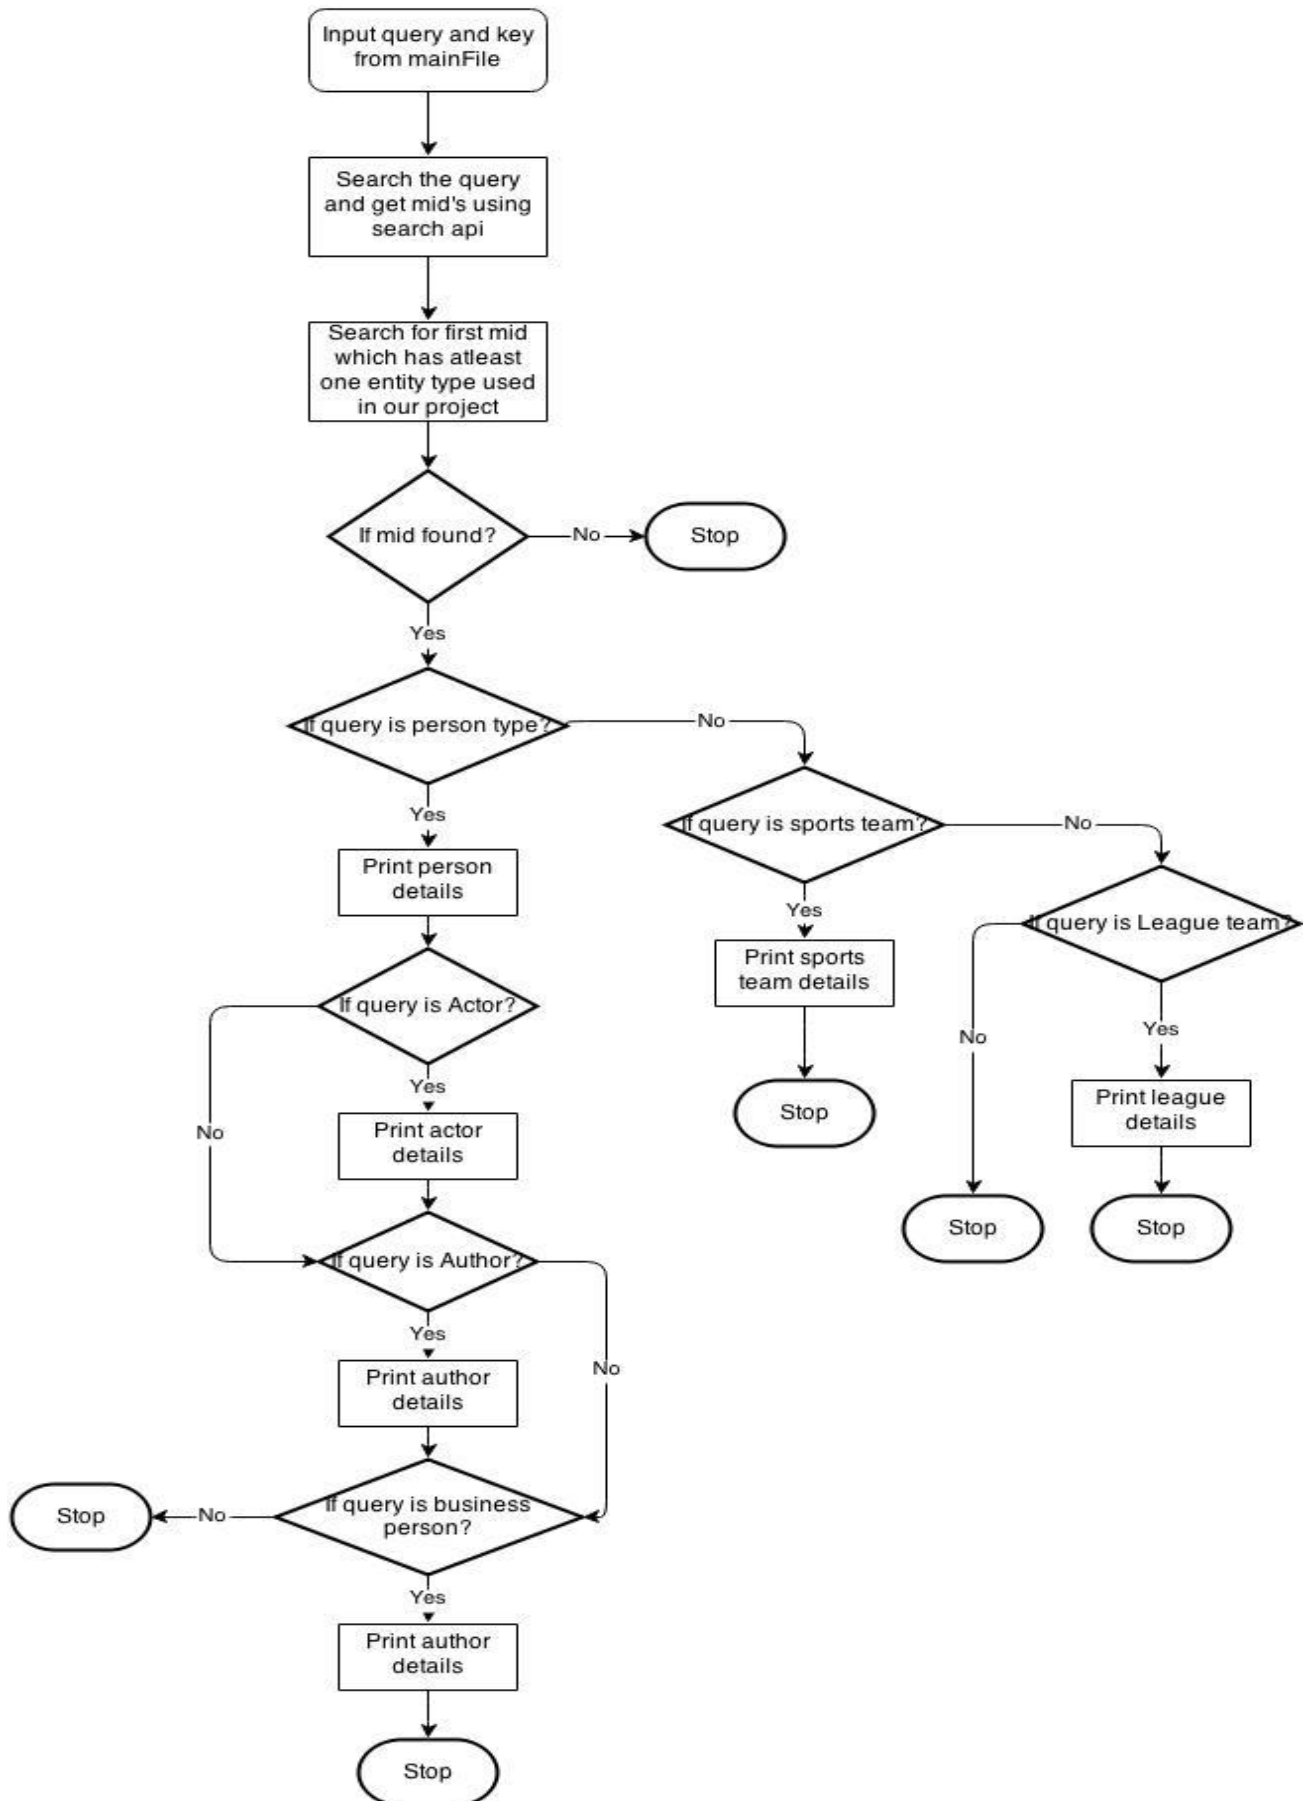 Input query and key
from mainFile
Search the query
and get mid's using
search api
Search for first mid
which has atleast
one entity type used
in our project
If mid found?
No
Stop
Yes
If query is person type?
No
Yes
If query is sports team?
No
Print person
details
Yes
If query is League team?
Print sports
team details
If query is Actor?
No
Yes
Yes
Print league
details
Stop
No
Print actor
details
Stop
Stop
If query is Author?
Yes
No
Print author
details
If query is business
person?
No
Stop
Yes
Print author
details
Stop